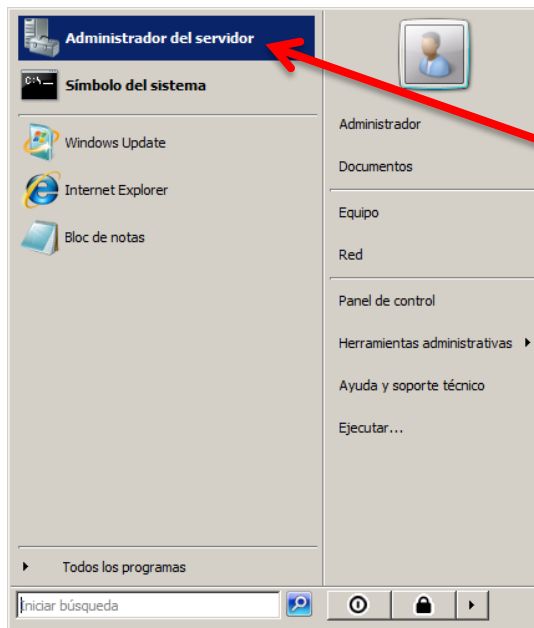 Administrador del servidor
C:\
Símbolo del sistema
Windows Update
Internet Explorer
Bloc de notas
Todos los programas
Iniciar búsqueda
Administrador
Documentos
Equipo
Red
Panel de control
Herramientas administrativas
Ayuda y soporte técnico
Ejecutar...